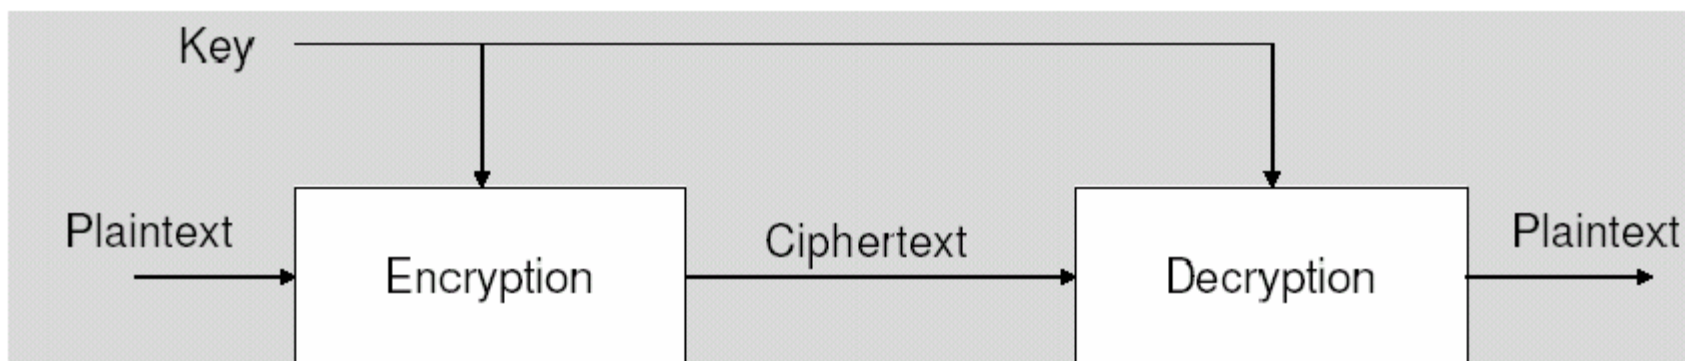 Key
Plaintext
Encryption
Ciphertext
Decryption
Plaintext